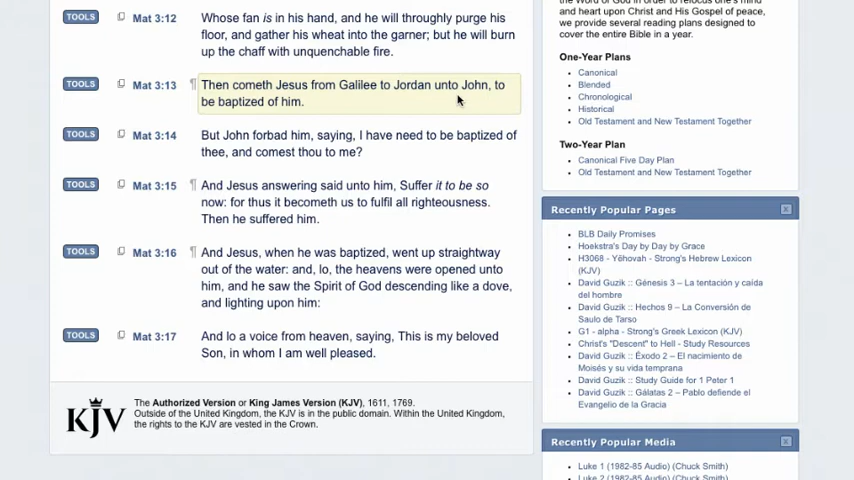 TOOLS
Mat 3:12
Whose fan is in his hand, and he will throughly purge his
floor, and gather his wheat into the garner; but he will burn
up the chaff with unquenchable fire.
TOOLS
Mat 3:13
¶ Then cometh Jesus from Galilee to Jordan unto John, to
be baptized of him.
TOOLS
Mat 3:14
But John forbad him, saying, I have need to be baptized of
thee, and comest thou to me?
TOOLS
Mat 3:15
¶ And Jesus answering said unto him, Suffer it to be so
now: for thus it becometh us to fulfil all righteousness.
Then he suffered him.
TOOLS
Mat 3:16
¶ And Jesus, when he was baptized, went up straightway
out of the water: and, lo, the heavens were opened unto
him, and he saw the Spirit of God descending like a dove,
and lighting upon him:
TOOLS
Mat 3:17
And lo a voice from heaven, saying, This is my beloved
Son, in whom I am well pleased.
KJV
The Authorized Version or King James Version (KJV), 1611, 1769.
Outside of the United Kingdom, the KJV is in the public domain. Within the United Kingdom,
the rights to the KJV are vested in the Crown.
the Word of God in order to refocus one's mind
and heart upon Christ and His Gospel of peace,
we provide several reading plans designed to
cover the entire Bible in a year.
One-Year Plans
Canonical
Blended
Chronological
Historical
Old Testament and New Testament Together
Two-Year Plan
Canonical Five Day Plan
Old Testament and New Testament Together
Recently Popular Pages
BLB Daily Promises
Hoekstra's Day by Day by Grace
H3068 - Yĕhovah - Strong's Hebrew Lexicon
(KJV)
David Guzik :: Génesis 3 – La tentación y caída
del hombre
David Guzik :: Hechos 9 – La Conversión de
Saulo de Tarso
G1 - alpha - Strong's Greek Lexicon (KJV)
Christ's "Descent" to Hell - Study Resources
David Guzik :: Éxodo 2 – El nacimiento de
Moisés y su vida temprana
David Guzik :: Study Guide for 1 Peter 1
David Guzik :: Gálatas 2 – Pablo defiende el
Evangelio de la Gracia
Recently Popular Media
Luke 1 (1982-85 Audio) (Chuck Smith)
Luke 2 (1982-85 Audio) (Chuck Smith)